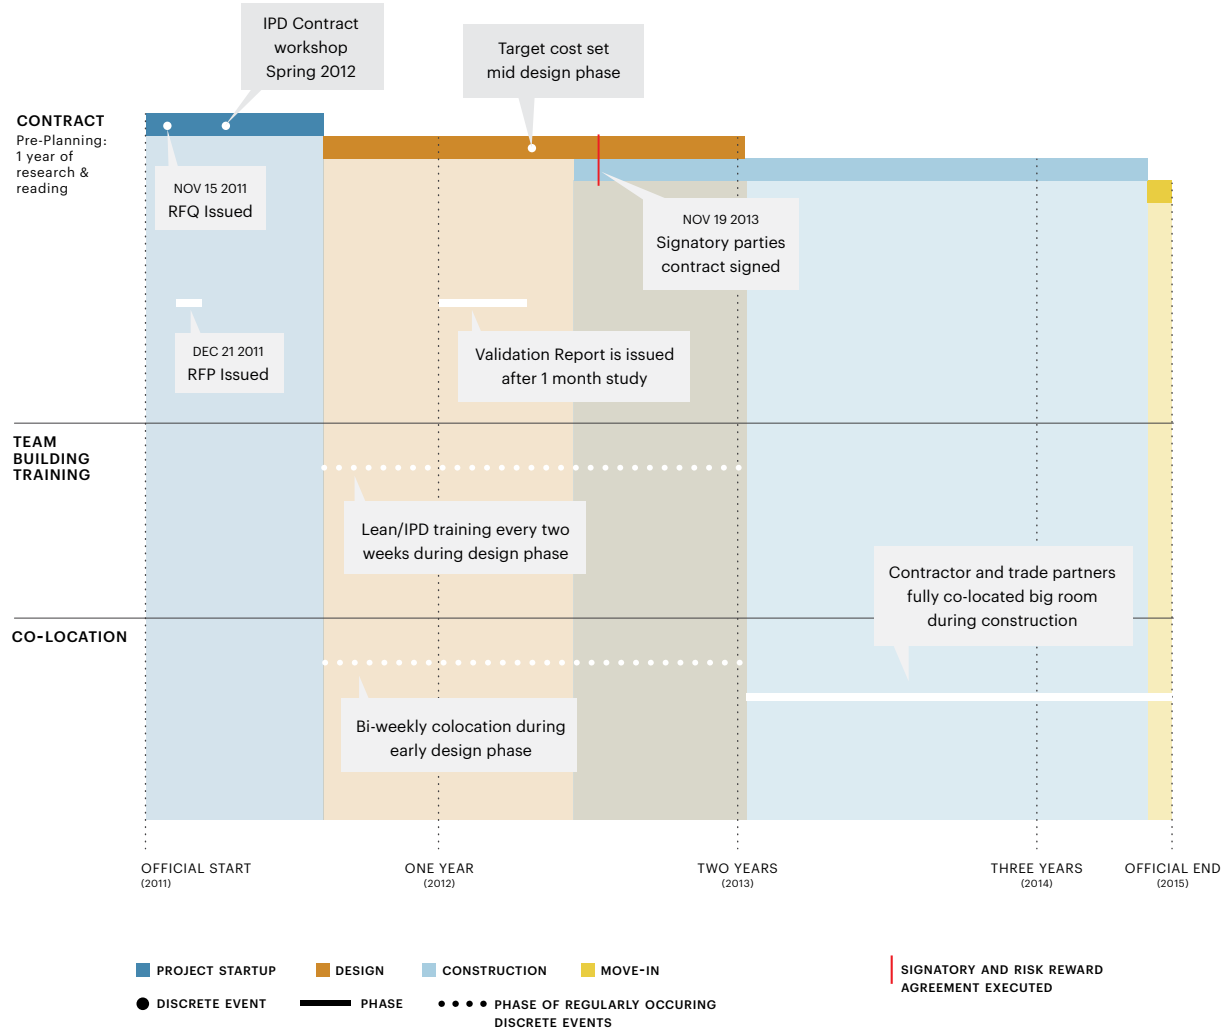 IPD Contract
workshop
Spring 2012
Target cost set
mid design phase
CONTRACT
Pre-Planning:
1 year of
research &
reading
NOV 15 2011
RFQ Issued
NOV 19 2013
Signatory parties
contract signed
DEC 21 2011
RFP Issued
Validation Report is issued
after 1 month study
TEAM
BUILDING
TRAINING
Lean/IPD training every two
weeks during design phase
Contractor and trade partners
fully co-located big room
during construction
CO-LOCATION
Bi-weekly colocation during
early design phase
OFFICIAL START
(2011)
ONE YEAR
(2012)
TWO YEARS
(2013)
THREE YEARS
(2014)
OFFICIAL END
(2015)
PROJECT STARTUP
DESIGN
CONSTRUCTION
MOVE-IN
SIGNATORY AND RISK REWARD
AGREEMENT EXECUTED
DISCRETE EVENT
PHASE
PHASE OF REGULARLY OCCURING
DISCRETE EVENTS